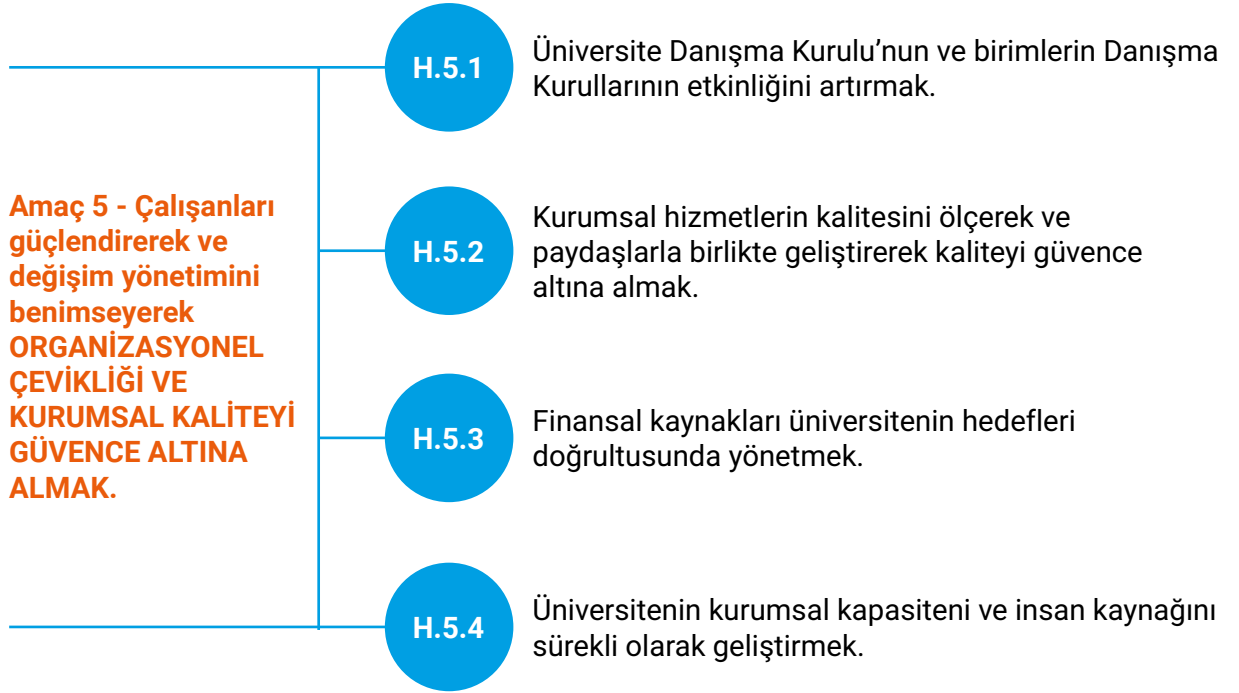 Amaç 5 - Çalışanları
güçlendirerek ve
değişim yönetimini
benimseyerek
ORGANİZASYONEL
ÇEVİKLİĞİ VE
KURUMSAL KALİTEYİ
GÜVENCE ALTINA
ALMAK.
H.5.1
Üniversite Danışma Kurulu’nun ve birimlerin Danışma
Kurullarının etkinliğini artırmak.
H.5.2
Kurumsal hizmetlerin kalitesini ölçerek ve
paydaşlarla birlikte geliştirerek kaliteyi güvence
altına almak.
H.5.3
Finansal kaynakları üniversitenin hedefleri
doğrultusunda yönetmek.
H.5.4
Üniversitenin kurumsal kapasiteni ve insan kaynağını
sürekli olarak geliştirmek.